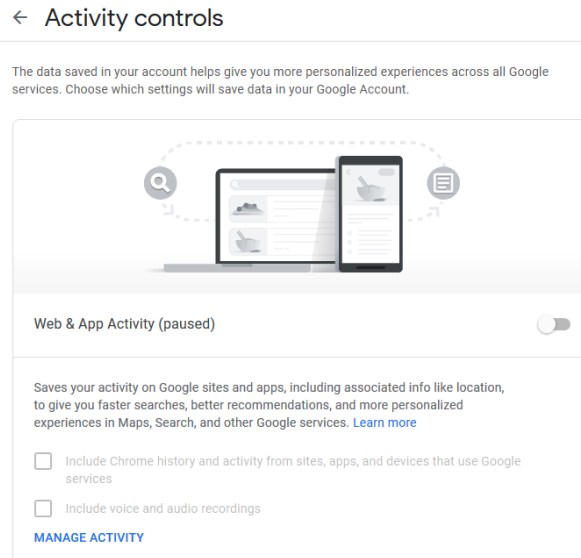 Activity controls
The data saved in your account helps give you more personalized experiences across all Google
services. Choose which settings will save data in your Google Account.
Web & App Activity (paused)
Saves your activity on Google sites and apps, including associated info like location,
to give you faster searches, better recommendations, and more personalized
experiences in Maps, Search, and other Google services. Learn more
Include Chrome history and activity from sites, apps, and devices that use Google
services
Include voice and audio recordings
MANAGE ACTIVITY